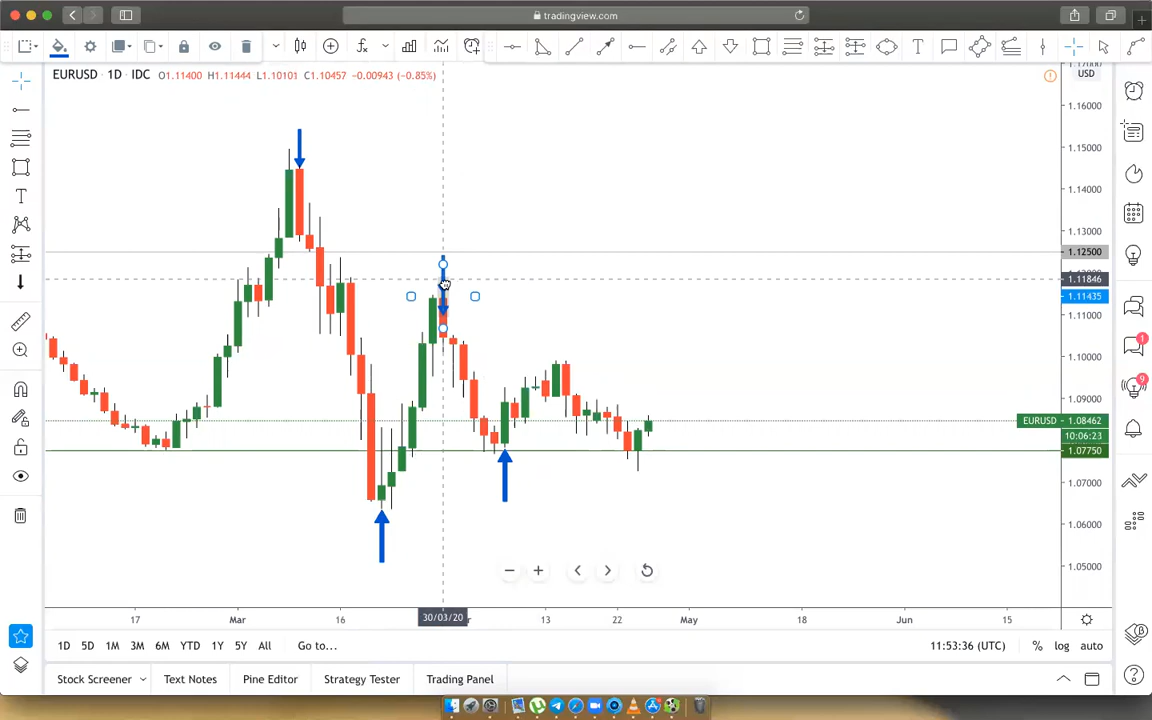 tradingview.com
T
EURUSD · 1D · IDC O1.11400 H1.11444 L1.10101 C1.10457 −0.00943 (−0.85%)
USD
1.16000
1.15000
1.14000
1.13000
1.12500
1.11846
1.11435
1.11000
1.10000
1.09000
EURUSD 1.08462
10:06:23
1.07750
1.07000
1.06000
1.05000
T
1
9
17
Mar
16
30/03/20
13
22
May
18
Jun
15
1D 5D 1M 3M 6M YTD 1Y 5Y All Go to... 11:53:36 (UTC) % log auto
Stock Screener Text Notes Pine Editor Strategy Tester Trading Panel